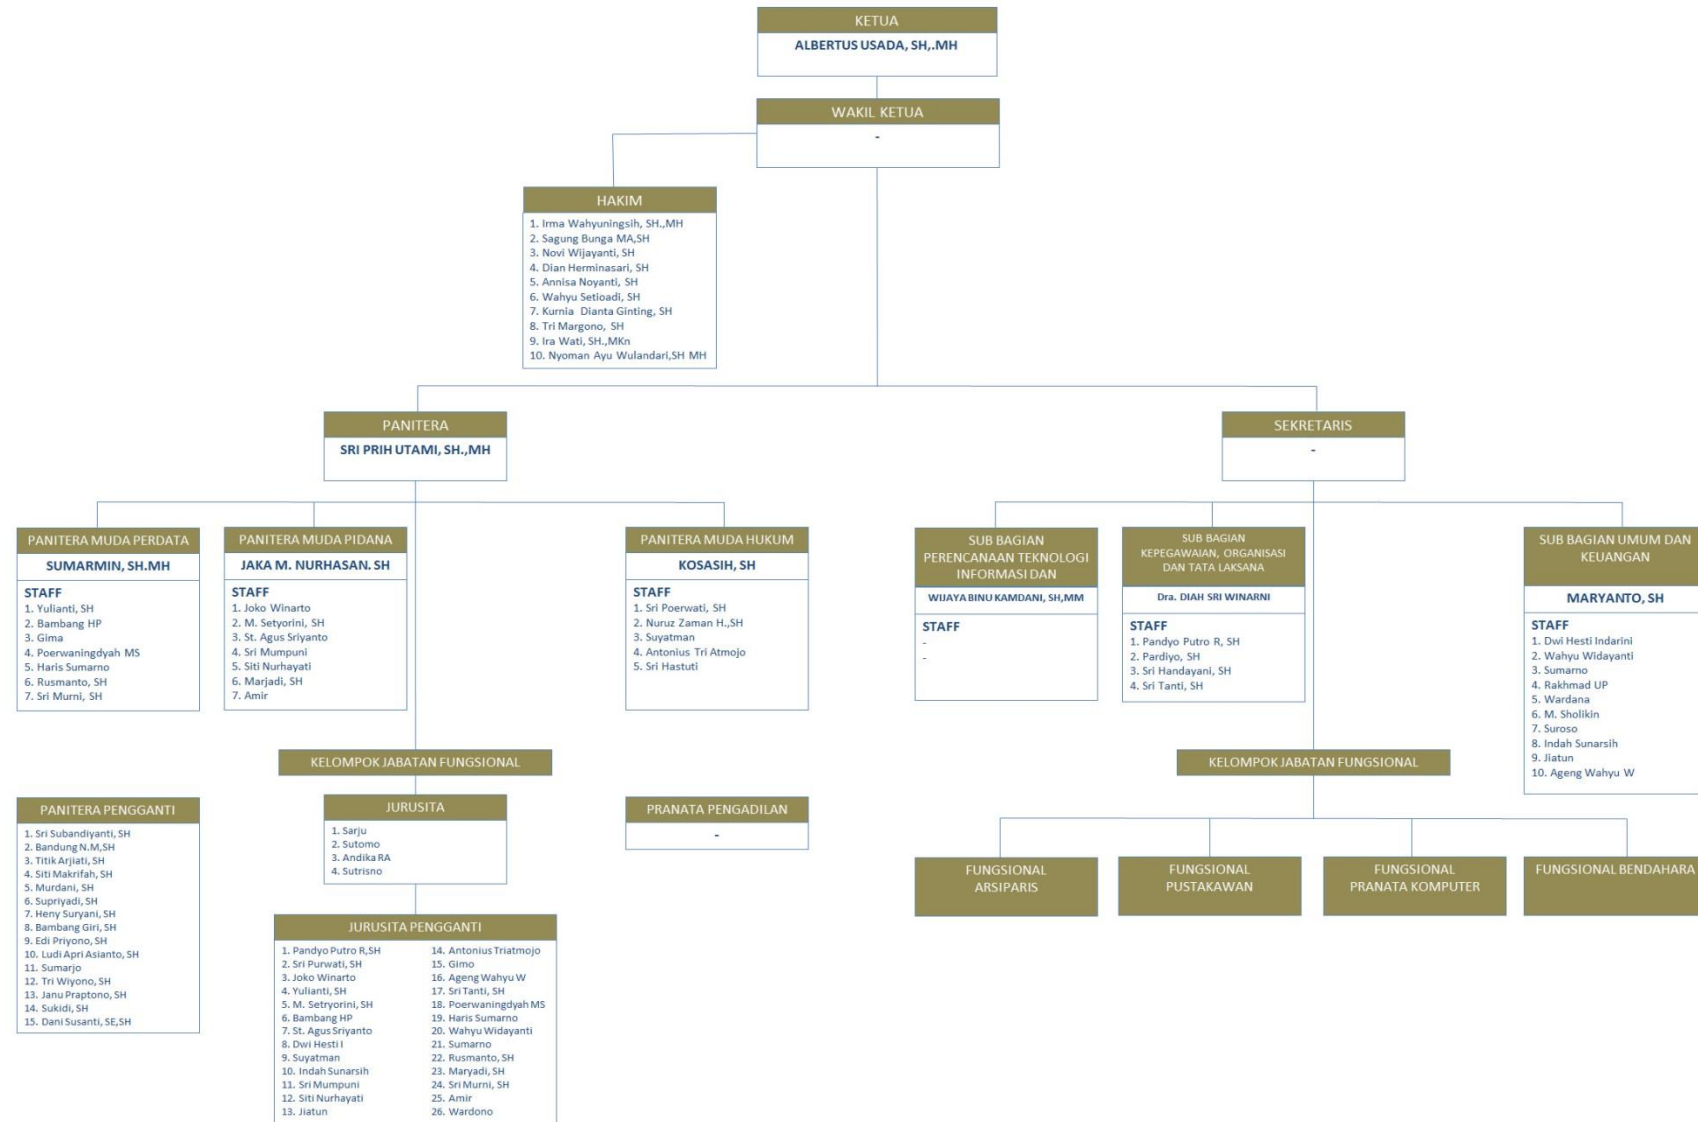 KETUA
ALBERTUS USADA, SH,.MH
WAKIL KETUA
-
HAKIM
1. Irma Wahyuningsih, SH.,MH
2. Sagung Bunga MA,SH
3. Novi Wijayanti, SH
4. Dian Herminasari, SH
5. Annisa Noyanti, SH
6. Wahyu Setioadi, SH
7. Kurnia Dianta Ginting, SH
8. Tri Margono, SH
9. Ira Wati, SH.,MKn
10. Nyoman Ayu Wulandari,SH MH
PANITERA
SRI PRIH UTAMI, SH.,MH
SEKRETARIS
-
PANITERA MUDA PERDATA
SUMARMIN, SH.MH
STAFF
1. Yulianti, SH
2. Bambang HP
3. Gima
4. Poerwaningdyah MS
5. Haris Sumarno
6. Rusmanto, SH
7. Sri Murni, SH
PANITERA MUDA PIDANA
JAKA M. NURHASAN. SH
STAFF
1. Joko Winarto
2. M. Setyorini, SH
3. St. Agus Sriyanto
4. Sri Mumpuni
5. Siti Nurhayati
6. Marjadi, SH
7. Amir
PANITERA MUDA HUKUM
KOSASIH, SH
STAFF
1. Sri Poerwati, SH
2. Nuruz Zaman H.,SH
3. Suyatman
4. Antonius Tri Atmojo
5. Sri Hastuti
SUB BAGIAN
PERENCANAAN TEKNOLOGI
INFORMASI DAN
WIJAYA BINU KAMDANI, SH,MM
STAFF
-
-
SUB BAGIAN
KEPEGAWAIAN, ORGANISASI
DAN TATA LAKSANA
Dra. DIAH SRI WINARNI
STAFF
1. Pandyo Putro R, SH
2. Pardiyo, SH
3. Sri Handayani, SH
4. Sri Tanti, SH
SUB BAGIAN UMUM DAN
KEUANGAN
MARYANTO, SH
STAFF
1. Dwi Hesti Indarini
2. Wahyu Widayanti
3. Sumarno
4. Rakhmad UP
5. Wardana
6. M. Sholikin
7. Suroso
8. Indah Sunarsih
9. Jiatun
10. Ageng Wahyu W
KELOMPOK JABATAN FUNGSIONAL
KELOMPOK JABATAN FUNGSIONAL
PANITERA PENGGANTI
1. Sri Subandiyanti, SH
2. Bandung N.M,SH
3. Titik Arjiati, SH
4. Siti Makrifah, SH
5. Murdani, SH
6. Supriyadi, SH
7. Heny Suryani, SH
8. Bambang Giri, SH
9. Edi Priyono, SH
10. Ludi Apri Asianto, SH
11. Sumarjo
12. Tri Wiyono, SH
13. Janu Praptono, SH
14. Sukidi, SH
15. Dani Susanti, SE,SH
JURUSITA
1. Sarju
2. Sutomo
3. Andika RA
4. Sutrisno
PRANATA PENGADILAN
-
JURUSITA PENGGANTI
1. Pandyo Putro R,SH
2. Sri Purwati, SH
3. Joko Winarto
4. Yulianti, SH
5. M. Setryorini, SH
6. Bambang HP
7. St. Agus Sriyanto
8. Dwi Hesti I
9. Suyatman
10. Indah Sunarsih
11. Sri Mumpuni
12. Siti Nurhayati
13. Jiatun
14. Antonius Triatmojo
15. Gimo
16. Ageng Wahyu W
17. Sri Tanti, SH
18. Poerwaningdyah MS
19. Haris Sumarno
20. Wahyu Widayanti
21. Sumarno
22. Rusmanto, SH
23. Maryadi, SH
24. Sri Murni, SH
25. Amir
26. Wardono
FUNGSIONAL
ARSIPARIS
FUNGSIONAL
PUSTAKAWAN
FUNGSIONAL
PRANATA KOMPUTER
FUNGSIONAL BENDAHARA